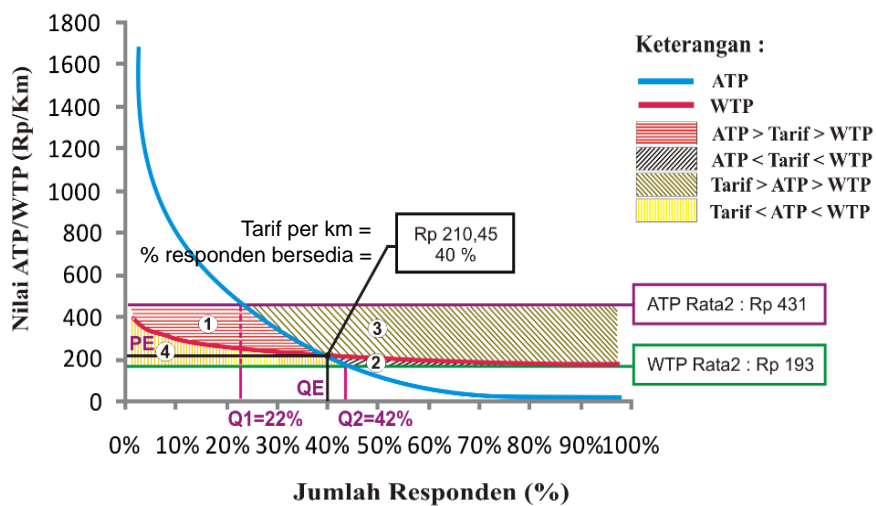 Nilai ATP/WTP (Rp/Km)
1800
1600
1400
1200
1000
800
600
400
200
0
Keterangan :
ATP
WTP
ATP > Tarif > WTP
ATP < Tarif < WTP
Tarif > ATP > WTP
Tarif < ATP < WTP
Tarif per km =
% responden bersedia =
Rp 210,45
40 %
ATP Rata2 : Rp 431
WTP Rata2 : Rp 193
1
3
PE
4
2
QE
Q1=22%
Q2=42%
0% 10% 20% 30% 40% 50% 60% 70% 80% 90%100%
Jumlah Responden (%)